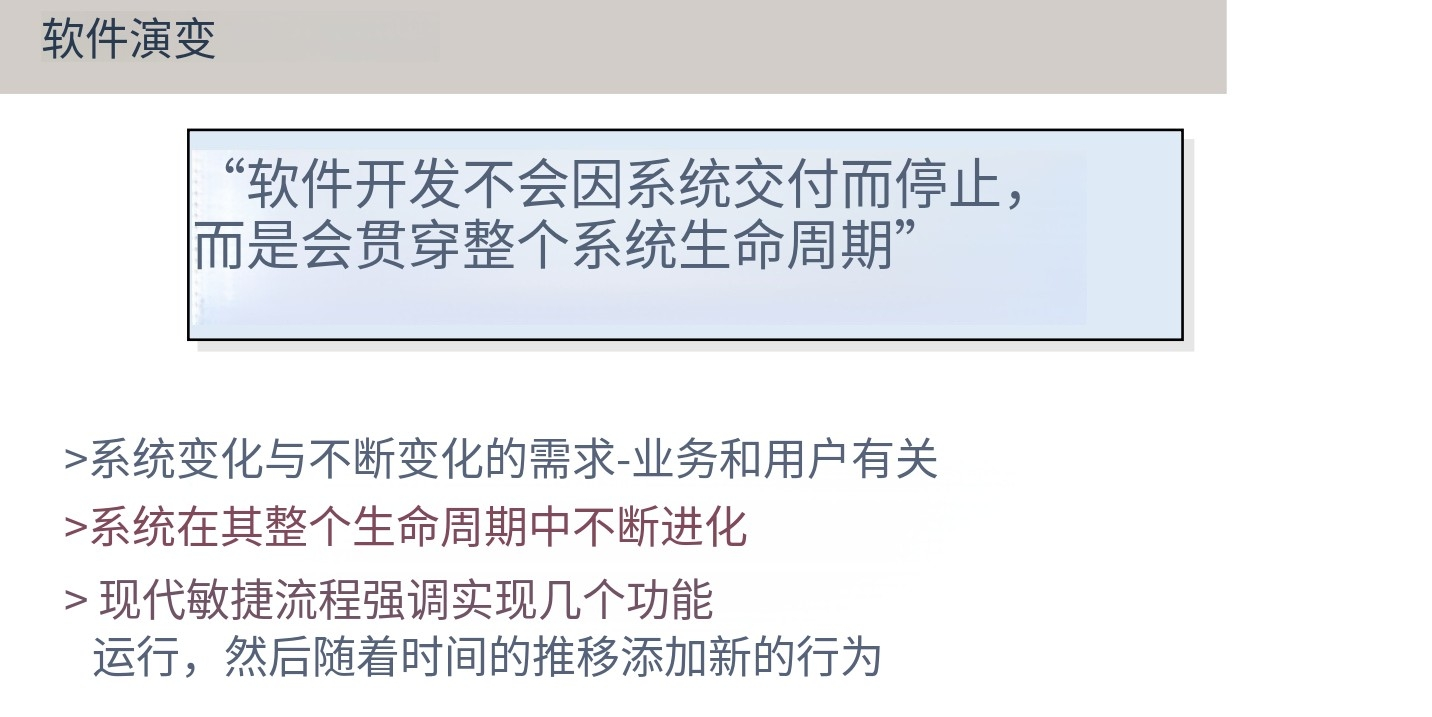 软件演变
“软件开发不会因系统交付而停止，
而是会贯穿整个系统生命周期”
>系统变化与不断变化的需求-业务和用户有关
>系统在其整个生命周期中不断进化
> 现代敏捷流程强调实现几个功能
运行，然后随着时间的推移添加新的行为